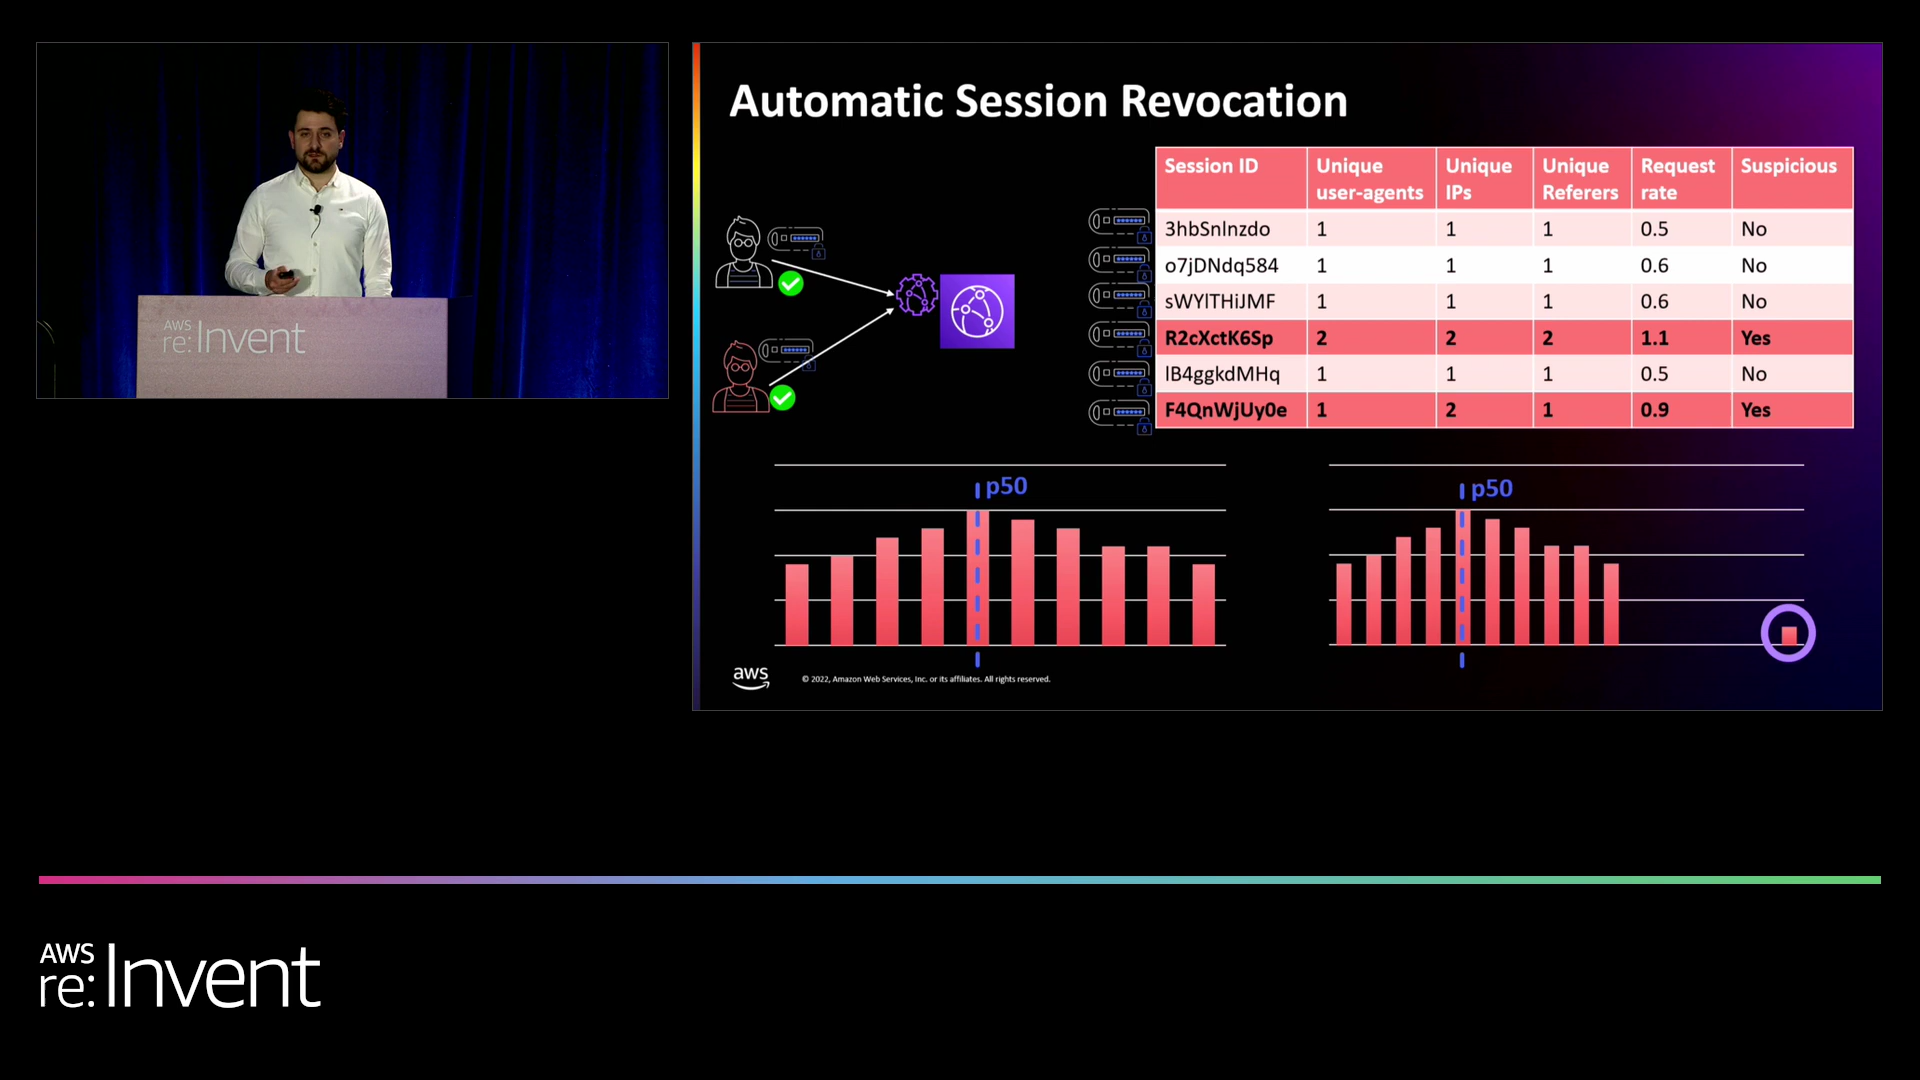 AWS
re:Invent
Automatic Session Revocation
Session ID Unique user-agents Unique IPs Unique Referers Request rate Suspicious
3hbSnlnzdo 1 1 1 0.5 No
o7jDNdq584 1 1 1 0.6 No
sWYlTHiJMF 1 1 1 0.6 No
R2cXctK6Sp 2 2 2 1.1 Yes
lB4ggkdMHq 1 1 1 0.5 No
F4QnWjUy0e 1 2 1 0.9 Yes
p50
p50
aws
© 2022, Amazon Web Services, Inc. or its affiliates. All rights reserved.
AWS
re:Invent